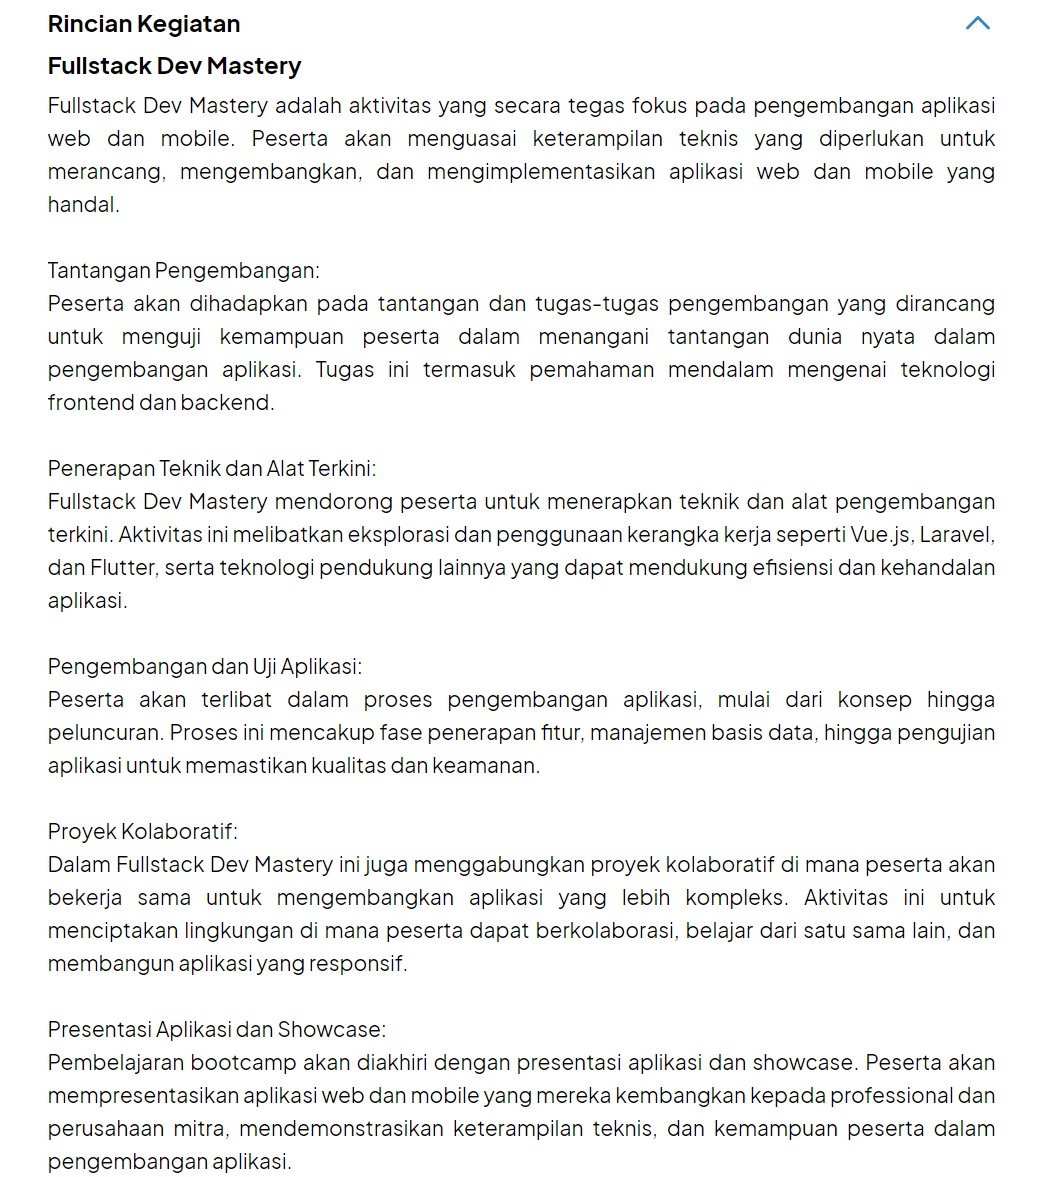 Rincian Kegiatan
Fullstack Dev Mastery
Fullstack Dev Mastery adalah aktivitas yang secara tegas fokus pada pengembangan aplikasi
web dan mobile. Peserta akan menguasai keterampilan teknis yang diperlukan untuk
merancang, mengembangkan, dan mengimplementasikan aplikasi web dan mobile yang
handal.
Tantangan Pengembangan:
Peserta akan dihadapkan pada tantangan dan tugas-tugas pengembangan yang dirancang
untuk menguji kemampuan peserta dalam menangani tantangan dunia nyata dalam
pengembangan aplikasi. Tugas ini termasuk pemahaman mendalam mengenai teknologi
frontend dan backend.
Penerapan Teknik dan Alat Terkini:
Fullstack Dev Mastery mendorong peserta untuk menerapkan teknik dan alat pengembangan
terkini. Aktivitas ini melibatkan eksplorasi dan penggunaan kerangka kerja seperti Vue.js, Laravel,
dan Flutter, serta teknologi pendukung lainnya yang dapat mendukung efisiensi dan kehandalan
aplikasi.
Pengembangan dan Uji Aplikasi:
Peserta akan terlibat dalam proses pengembangan aplikasi, mulai dari konsep hingga
peluncuran. Proses ini mencakup fase penerapan fitur, manajemen basis data, hingga pengujian
aplikasi untuk memastikan kualitas dan keamanan.
Proyek Kolaboratif:
Dalam Fullstack Dev Mastery ini juga menggabungkan proyek kolaboratif di mana peserta akan
bekerja sama untuk mengembangkan aplikasi yang lebih kompleks. Aktivitas ini untuk
menciptakan lingkungan di mana peserta dapat berkolaborasi, belajar dari satu sama lain, dan
membangun aplikasi yang responsif.
Presentasi Aplikasi dan Showcase:
Pembelajaran bootcamp akan diakhiri dengan presentasi aplikasi dan showcase. Peserta akan
mempresentasikan aplikasi web dan mobile yang mereka kembangkan kepada professional dan
perusahaan mitra, mendemonstrasikan keterampilan teknis, dan kemampuan peserta dalam
pengembangan aplikasi.